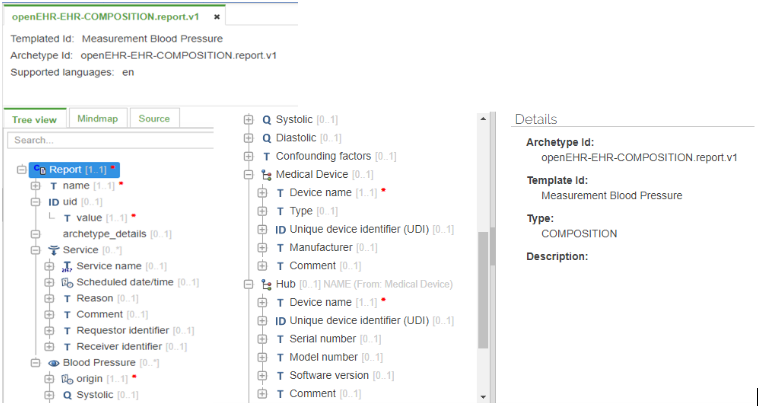 openEHR-EHR-COMPOSITION.report.v1 ×
Templated Id: Measurement Blood Pressure
Archetype Id: openEHR-EHR-COMPOSITION.report.v1
Supported languages: en
Tree view Mindmap Source
Search...
Report [1..1] *
T name [1..1] *
ID uid [0..1]
T value [1..1] *
archetype_details [0..1]
Service [0..*]
Service name [0..1]
Scheduled date/time [0..1]
T Reason [0..1]
T Comment [0..1]
T Requestor identifier [0..1]
T Receiver identifier [0..1]
Blood Pressure [0..*]
origin [1..1] *
Q Systolic [0..1]
Q Systolic [0..1]
Q Diastolic [0..1]
T Confounding factors [0..1]
Medical Device [0..1]
T Device name [1..1] *
T Type [0..1]
ID Unique device identifier (UDI) [0..1]
T Manufacturer [0..1]
T Comment [0..1]
Hub [0..1] NAME (From: Medical Device)
T Device name [1..1] *
ID Unique device identifier (UDI) [0..1]
T Serial number [0..1]
T Model number [0..1]
T Software version [0..1]
T Comment [0..1]
Details
Archetype Id:
openEHR-EHR-COMPOSITION.report.v1
Template Id:
Measurement Blood Pressure
Type:
COMPOSITION
Description: